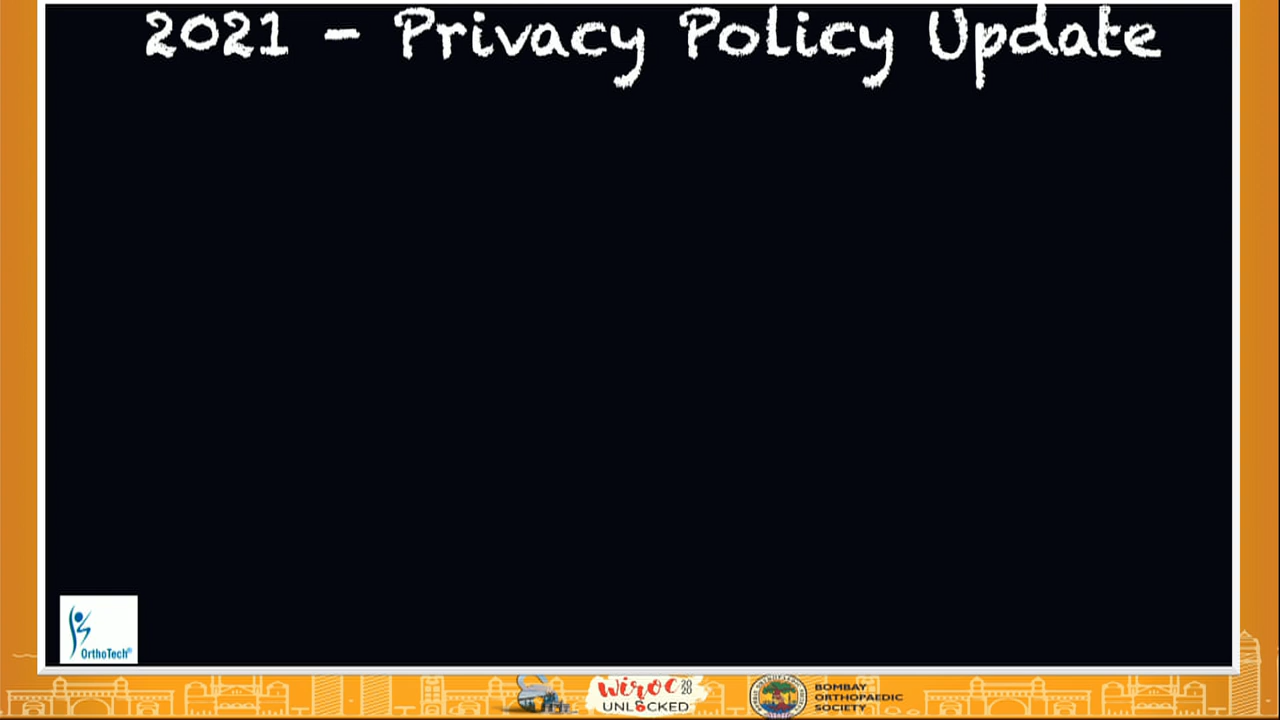 2021 - Privacy Policy Update
OrthoTech®
wiroc 2020
UNLOCKED
BOMBAY
ORTHOPAEDIC
SOCIETY